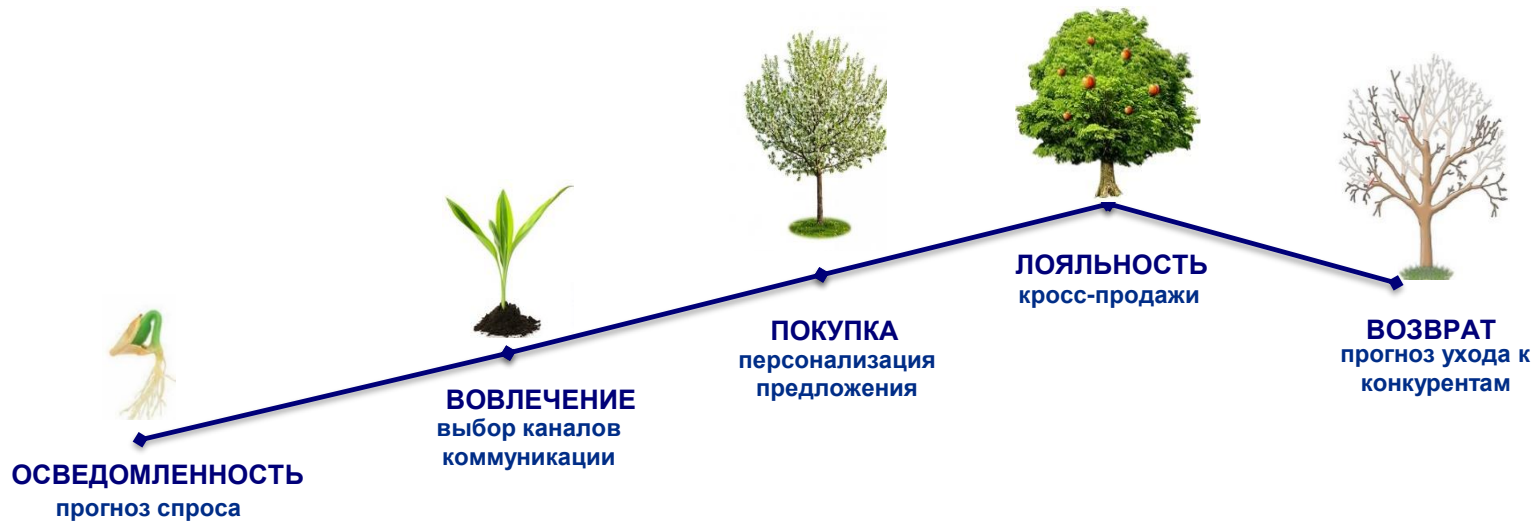 ОСВЕДОМЛЕННОСТЬ
прогноз спроса
ВОВЛЕЧЕНИЕ
выбор каналов
коммуникации
ПОКУПКА
персонализация
предложения
ЛОЯЛЬНОСТЬ
кросс-продажи
ВОЗВРАТ
прогноз ухода к
конкурентам